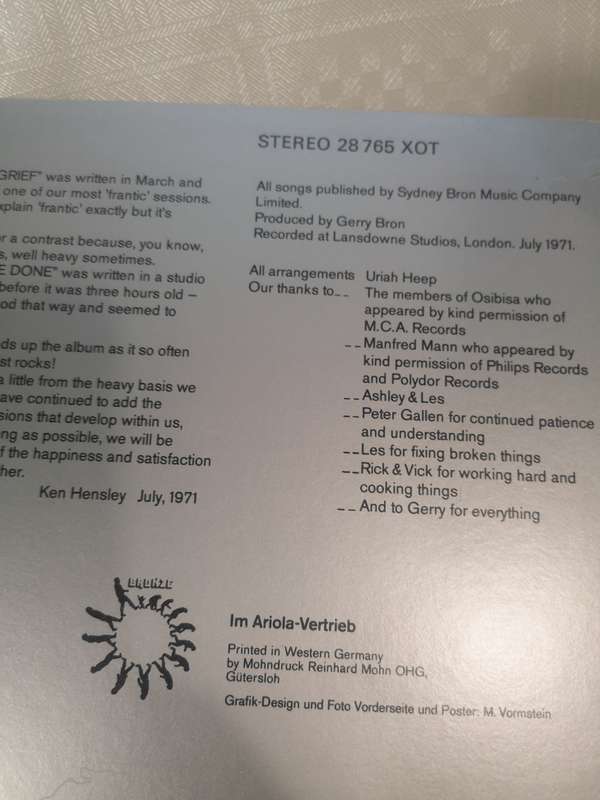 STEREO 28 765 XOT
GRIEF" was written in March and
one of our most 'frantic' sessions.
xplain 'frantic' exactly but it's
r a contrast because, you know,
s, well heavy sometimes.
E DONE" was written in a studio
before it was three hours old –
od that way and seemed to
ds up the album as it so often
st rocks!
a little from the heavy basis we
ave continued to add the
sions that develop within us,
ng as possible, we will be
f the happiness and satisfaction
her.
Ken Hensley July, 1971
All songs published by Sydney Bron Music Company
Limited.
Produced by Gerry Bron
Recorded at Lansdowne Studios, London. July 1971.
All arrangements Uriah Heep
Our thanks to__ The members of Osibisa who
appeared by kind permission of
M.C.A. Records
__Manfred Mann who appeared by
kind permission of Philips Records
and Polydor Records
__Ashley & Les
__Peter Gallen for continued patience
and understanding
__Les for fixing broken things
__Rick & Vick for working hard and
cooking things
__And to Gerry for everything
BRONZE
Im Ariola-Vertrieb
Printed in Western Germany
by Mohndruck Reinhard Mohn OHG,
Gütersloh
Grafik-Design und Foto Vorderseite und Poster: M. Vormstein